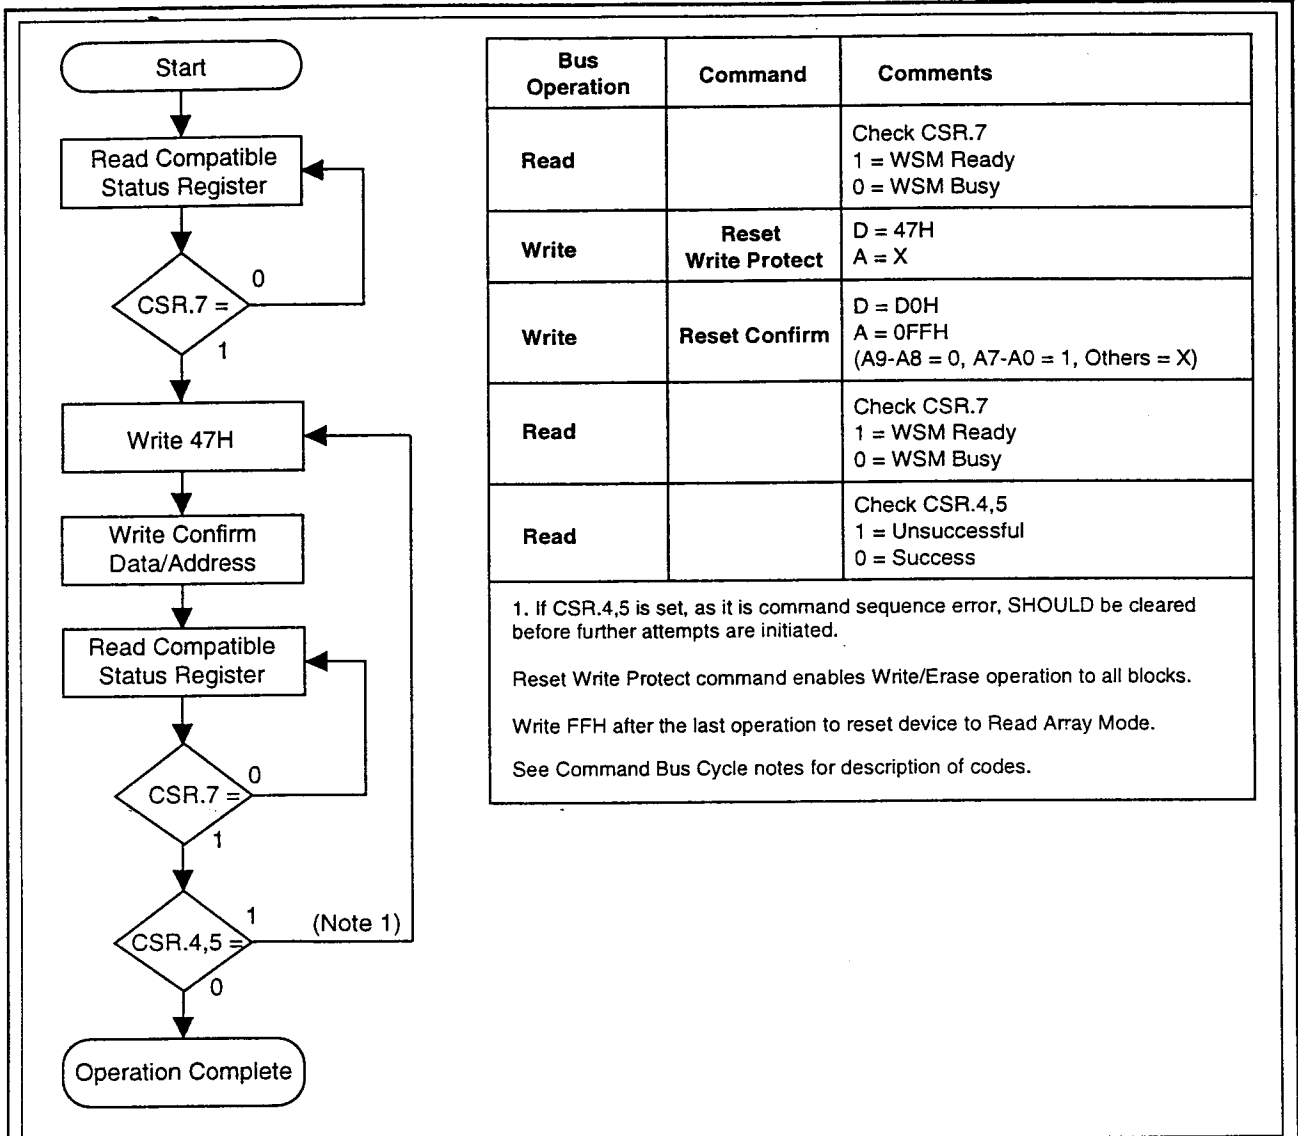 Start
Read Compatible
Status Register
CSR.7 =
0
1
Write 47H
Write Confirm
Data/Address
Read Compatible
Status Register
CSR.7 =
0
1
CSR.4,5 =
1
(Note 1)
0
Operation Complete
Bus
Operation
Command
Comments
Read
Check CSR.7
1 = WSM Ready
0 = WSM Busy
Write
Reset
Write Protect
D = 47H
A = X
Write
Reset Confirm
D = D0H
A = 0FFH
(A9-A8 = 0, A7-A0 = 1, Others = X)
Read
Check CSR.7
1 = WSM Ready
0 = WSM Busy
Read
Check CSR.4,5
1 = Unsuccessful
0 = Success
1. If CSR.4,5 is set, as it is command sequence error, SHOULD be cleared
before further attempts are initiated.
Reset Write Protect command enables Write/Erase operation to all blocks.
Write FFH after the last operation to reset device to Read Array Mode.
See Command Bus Cycle notes for description of codes.